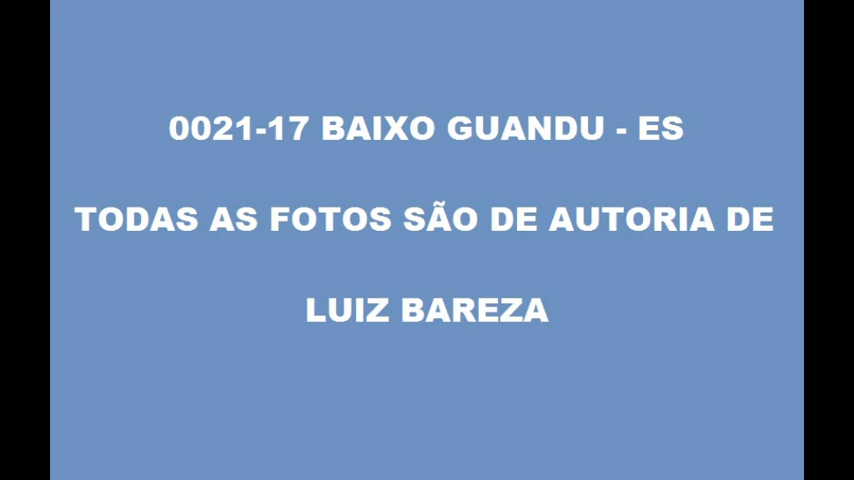 0021-17 BAIXO GUANDU - ES
TODAS AS FOTOS SÃO DE AUTORIA DE
LUIZ BAREZA